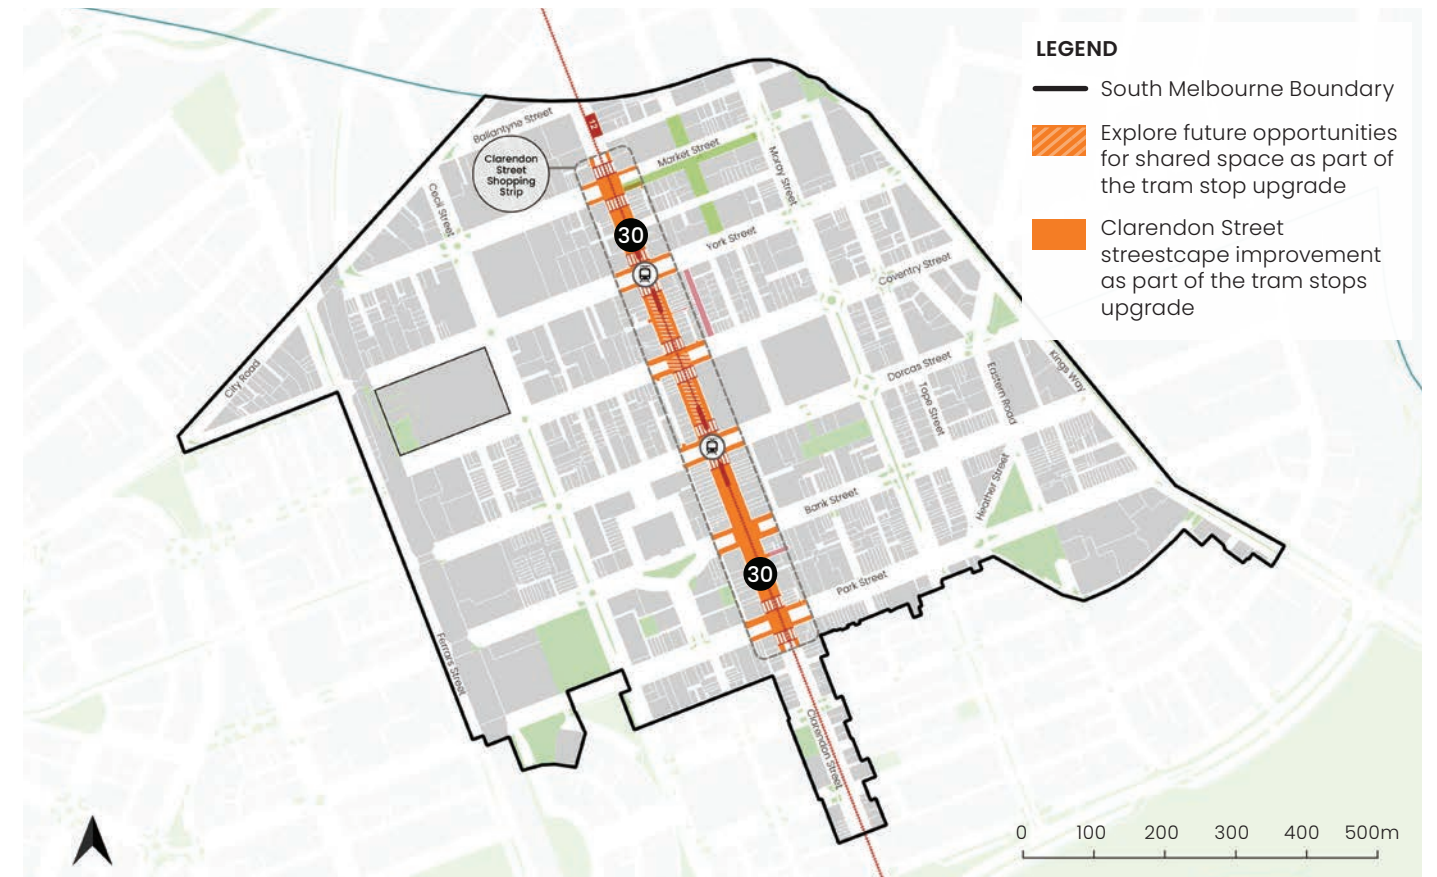 LEGEND
South Melbourne Boundary
Explore future opportunities
for shared space as part of
the tram stop upgrade
Clarendon Street
streetscape improvement
as part of the tram stops
upgrade
12
Ballantyne Street
Clarendon
Street
Shopping
Strip
Market Street
Moray Street
Cecil Street
30
York Street
Coventry Street
City Road
Kings Way
Dorcas Street
Eastern Road
Tope Street
Heather Street
Bank Street
30
Park Street
Ferrars Street
Clarendon Street
0 100 200 300 400 500m